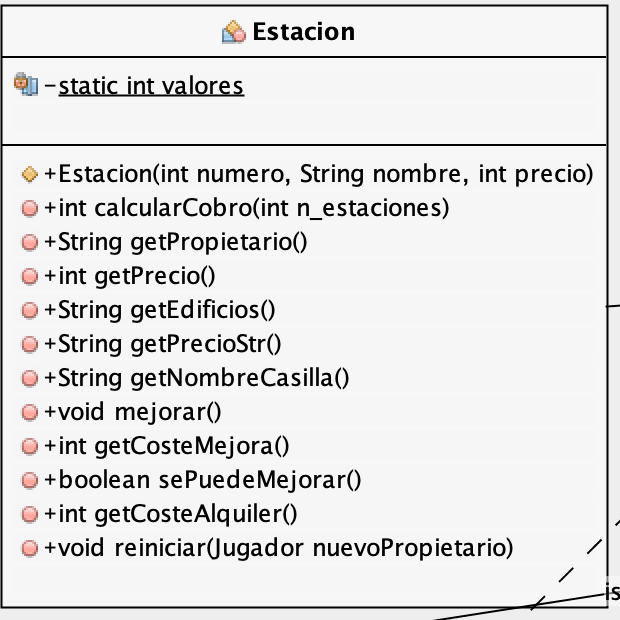 Estacion
-static int valores
+Estacion(int numero, String nombre, int precio)
+int calcularCobro(int n_estaciones)
+String getPropietario()
+int getPrecio()
+String getEdificios()
+String getPrecioStr()
+String getNombreCasilla()
+void mejorar()
+int getCosteMejora()
+boolean sePuedeMejorar()
+int getCosteAlquiler()
+void reiniciar(Jugador nuevoPropietario)
is